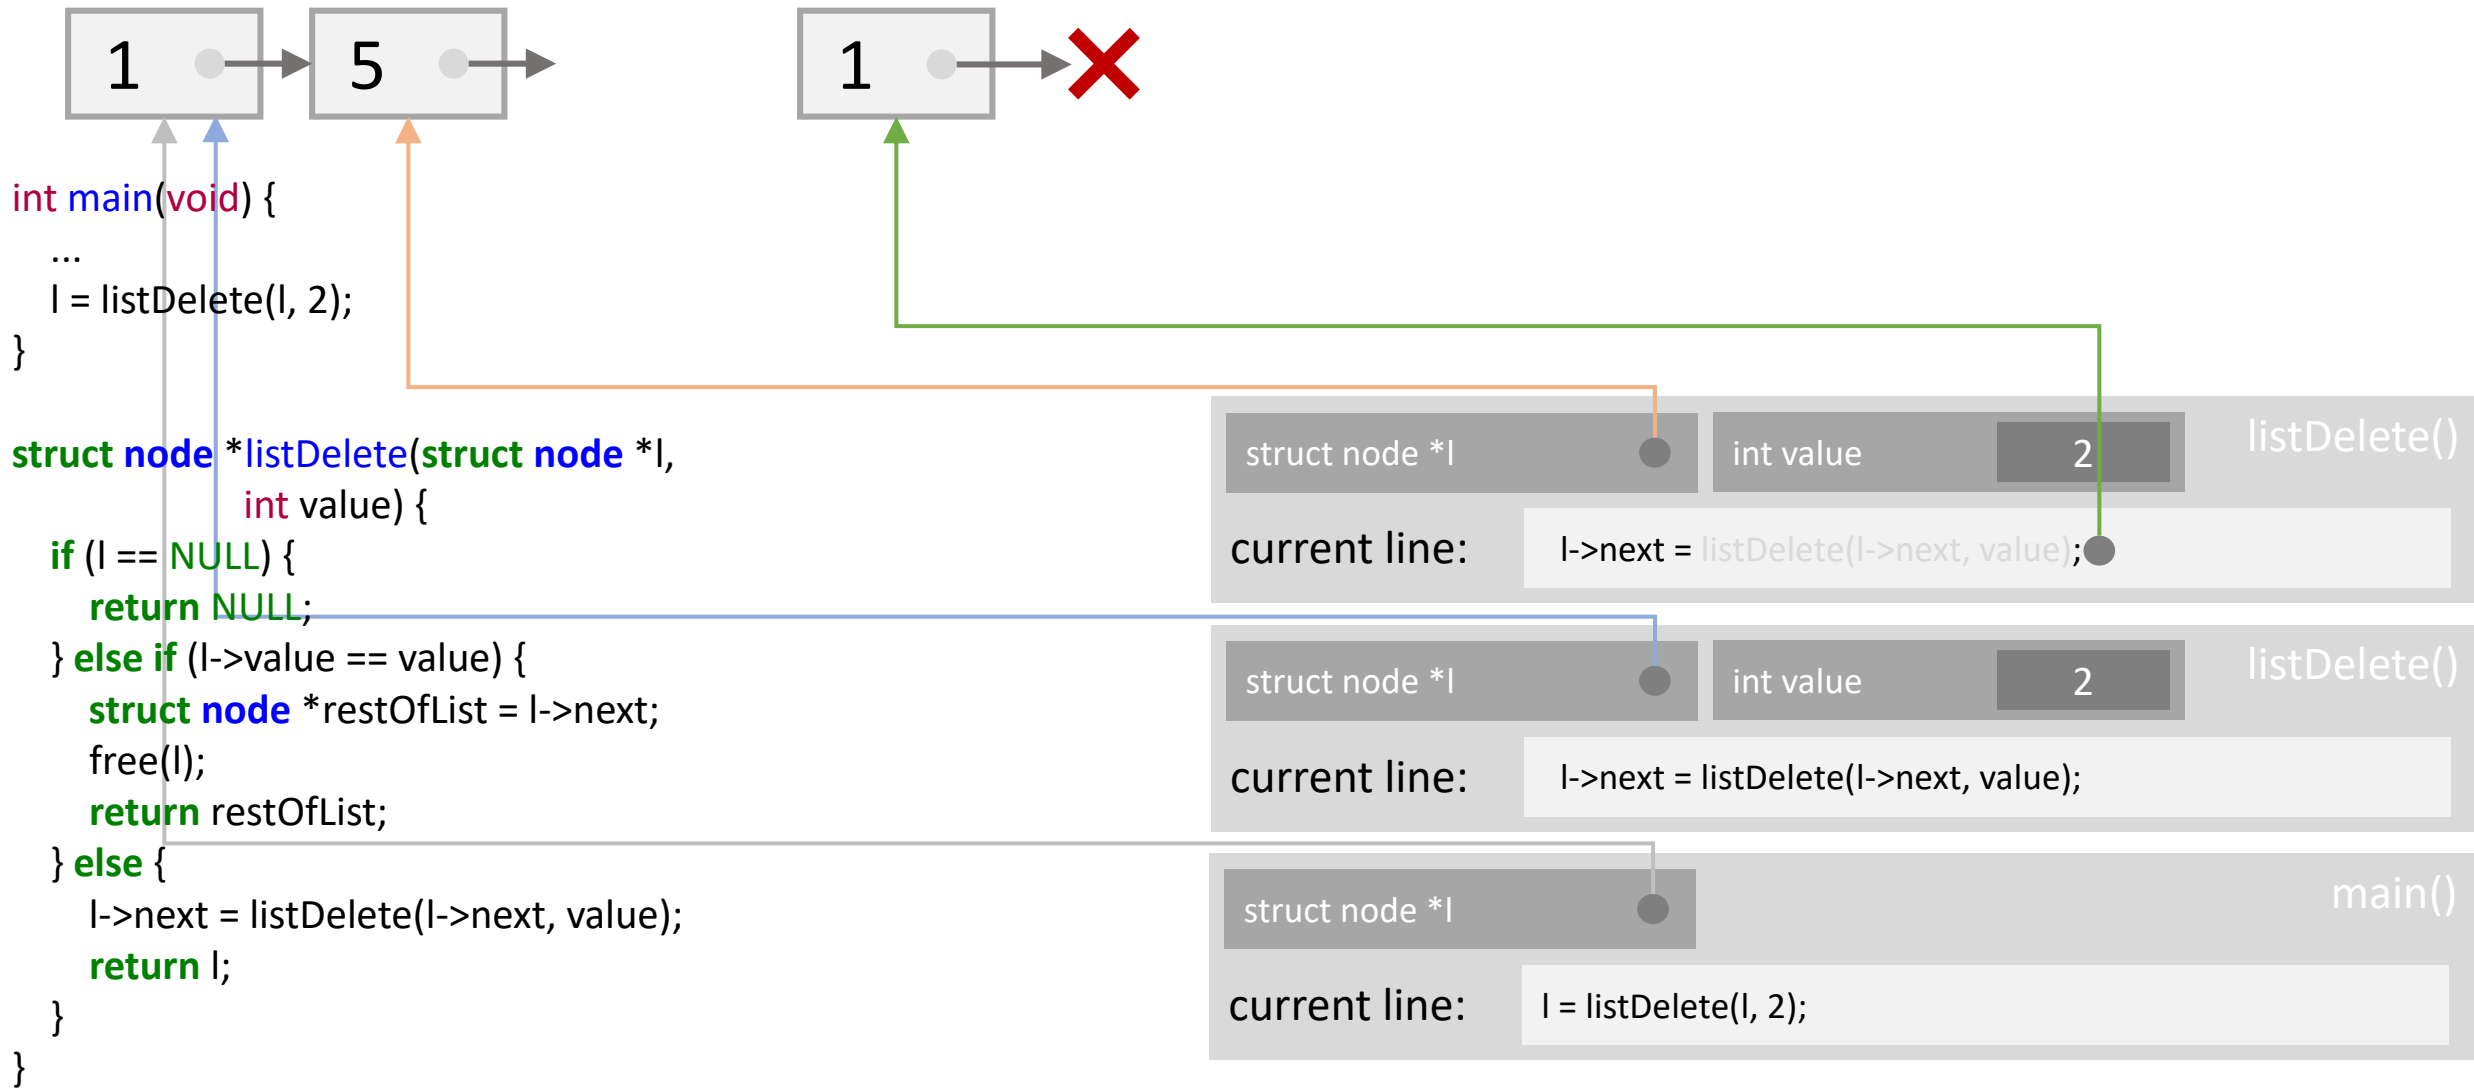 1
5
1
int main(void) {
...
l = listDelete(l, 2);
}
struct node *listDelete(struct node *l,
int value) {
if (l == NULL) {
return NULL;
} else if (l->value == value) {
struct node *restOfList = l->next;
free(l);
return restOfList;
} else {
l->next = listDelete(l->next, value);
return l;
}
}
struct node *l
int value
2
listDelete()
current line:
l->next = listDelete(l->next, value);
struct node *l
int value
2
listDelete()
current line:
l->next = listDelete(l->next, value);
struct node *l
main()
current line:
l = listDelete(l, 2);